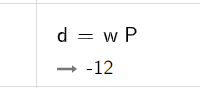 d = w P
→ -12